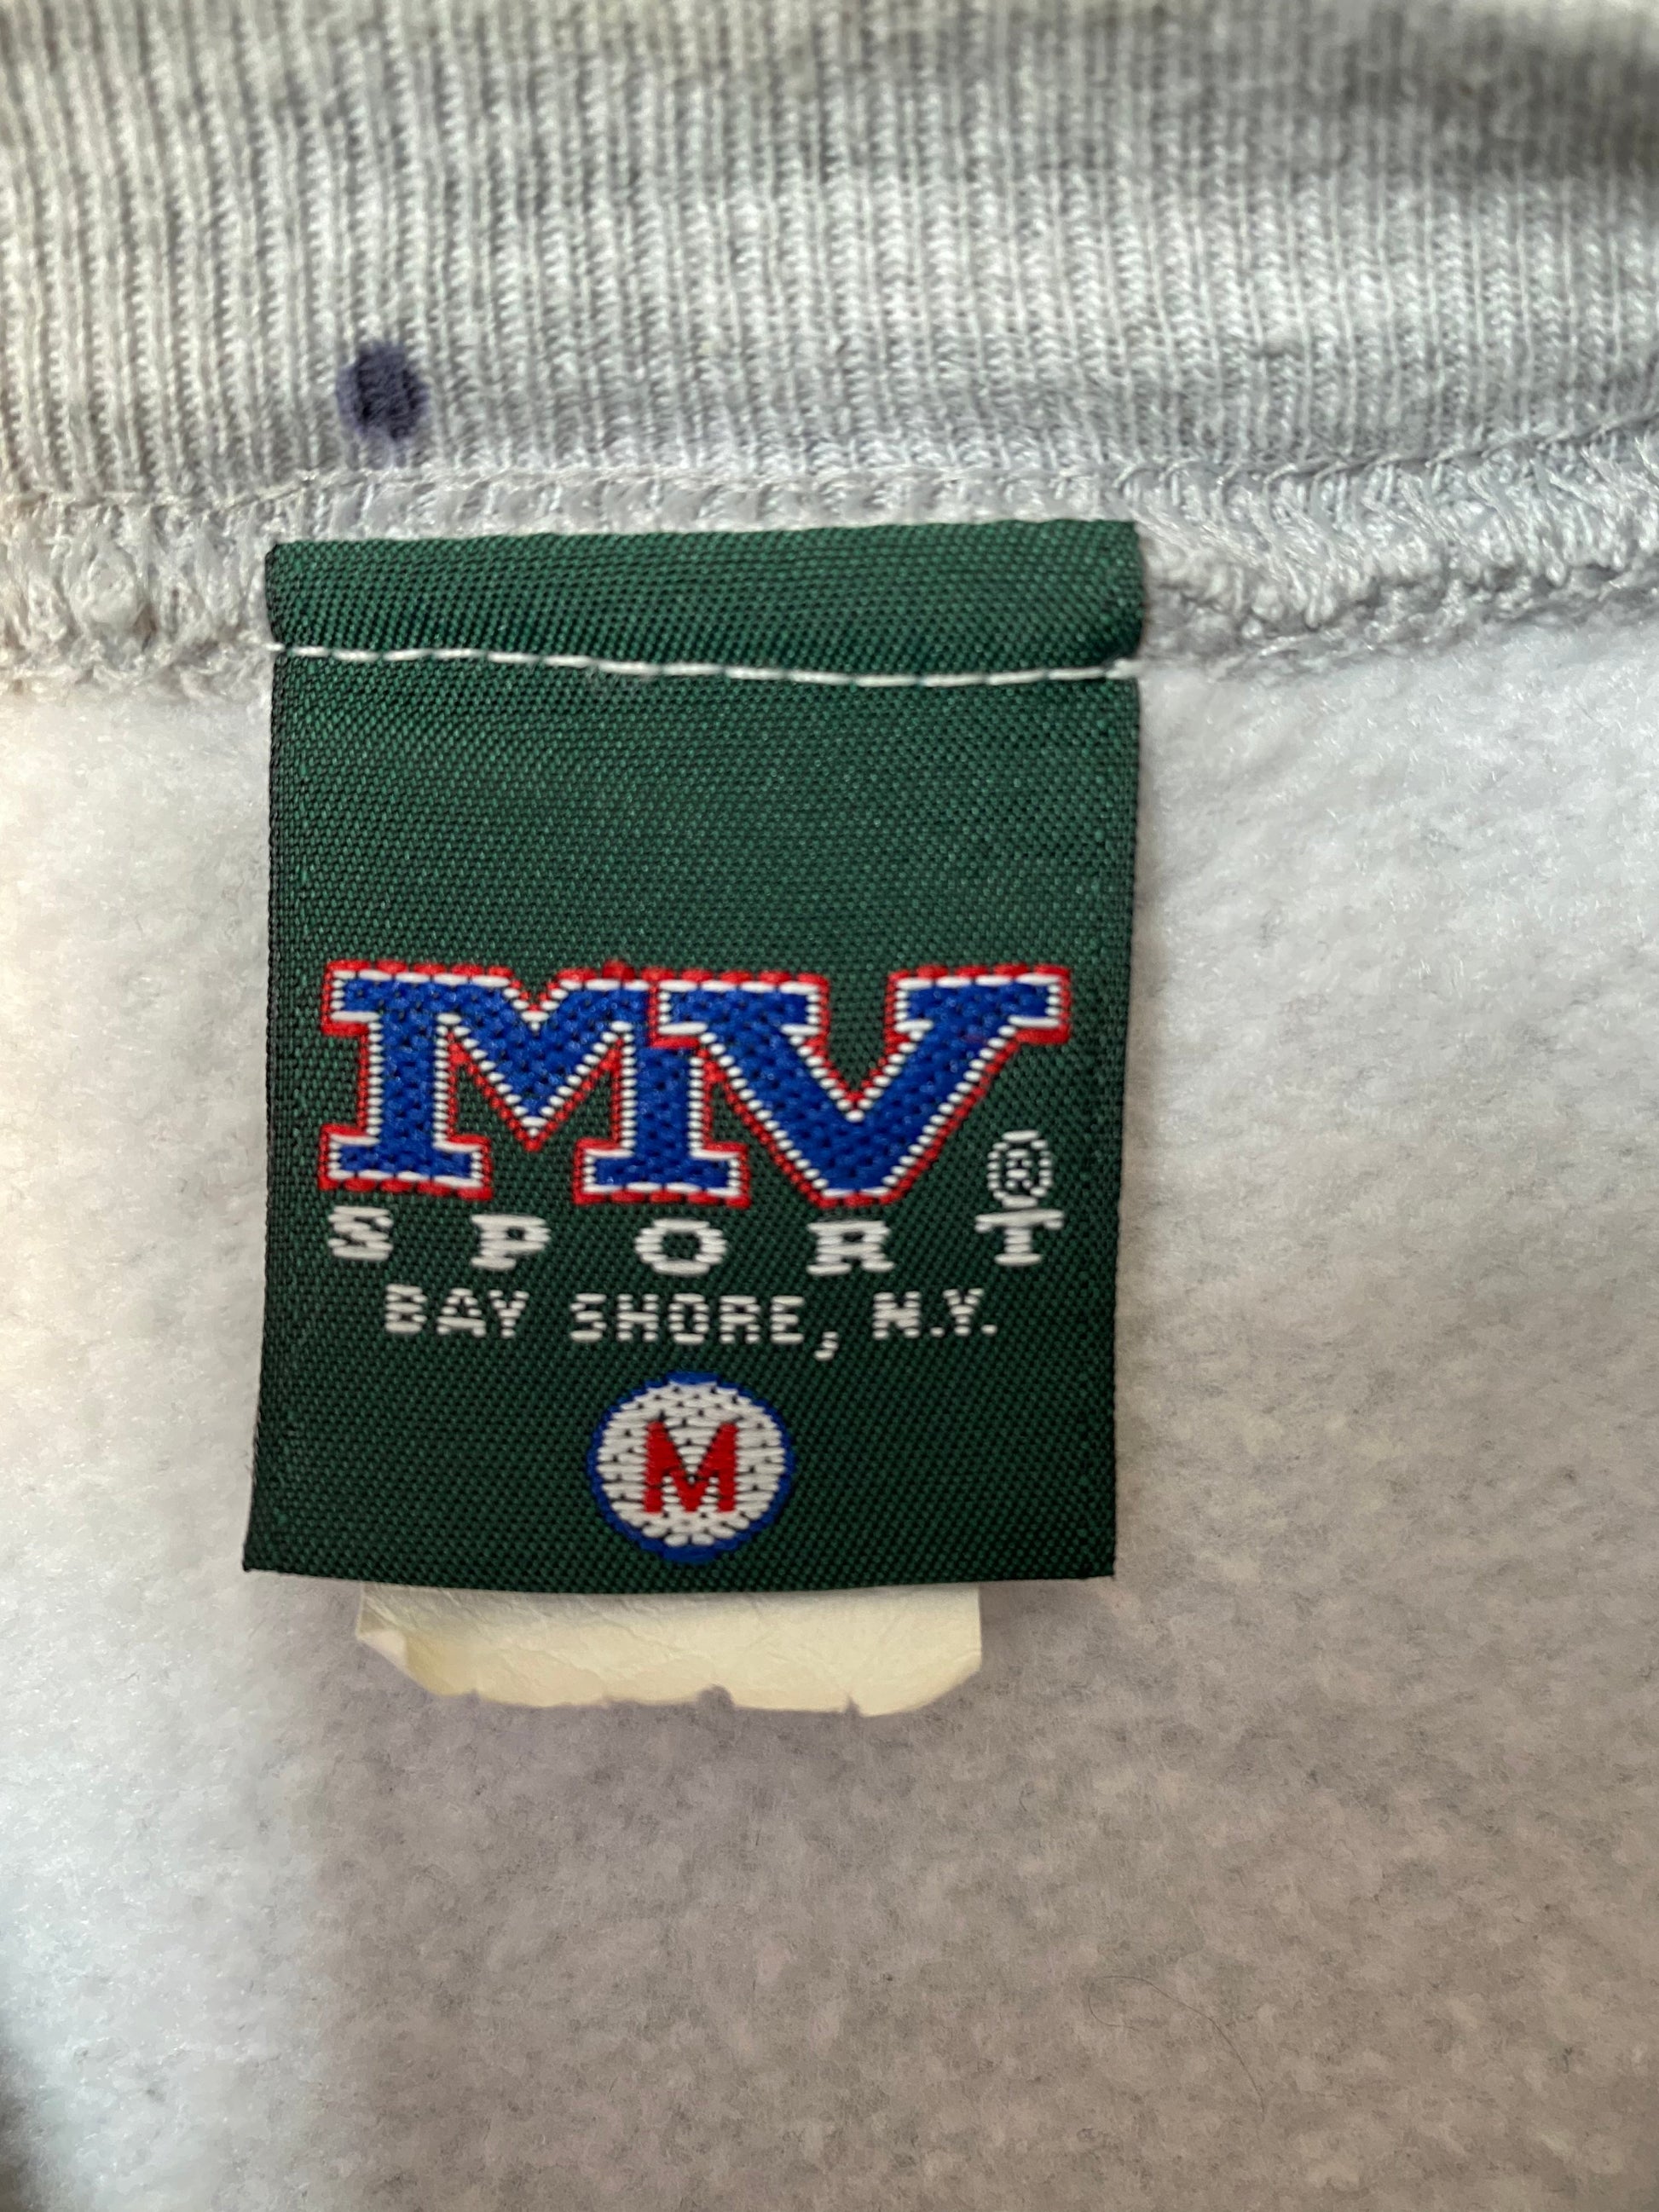 MV
®
SPORT
BAY SHORE, N.Y.
M